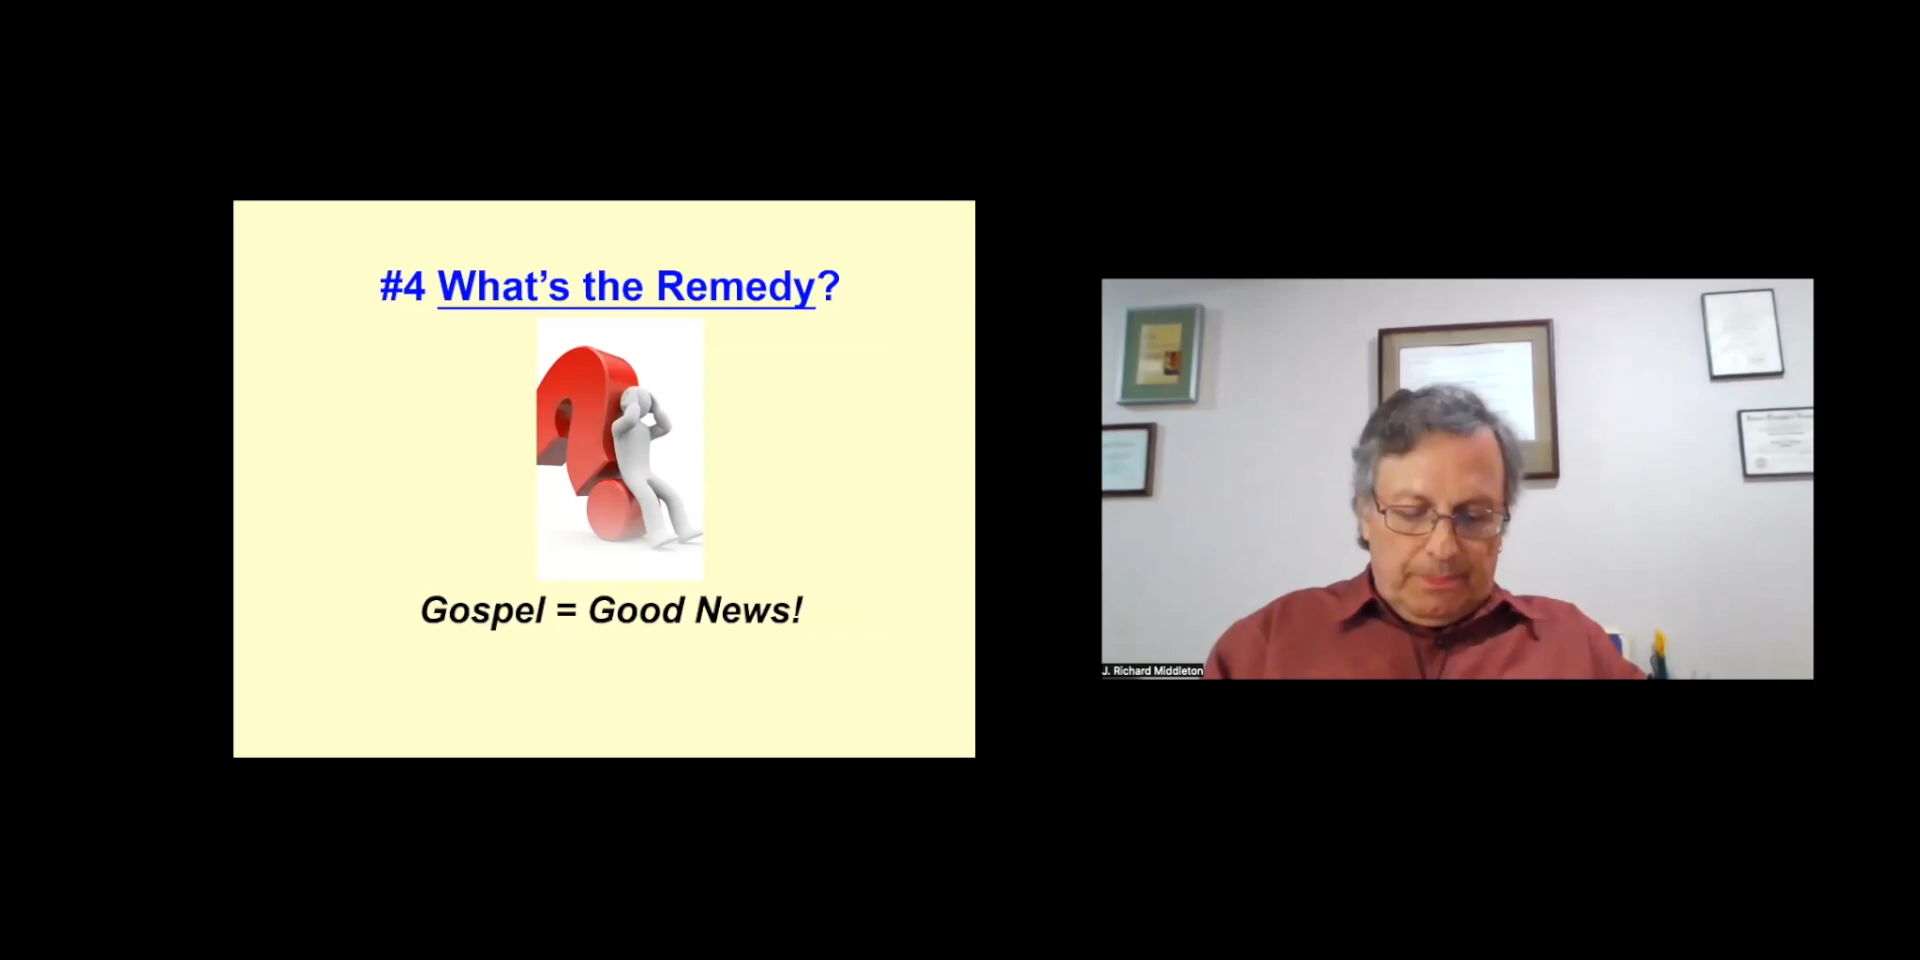 #4 What's the Remedy?
Gospel = Good News!
J. Richard Middleton